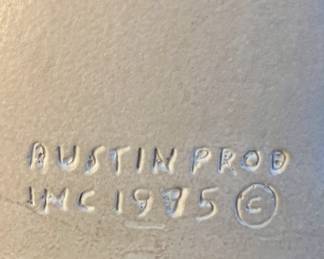 AUSTIN PROD
INC 1975 ©